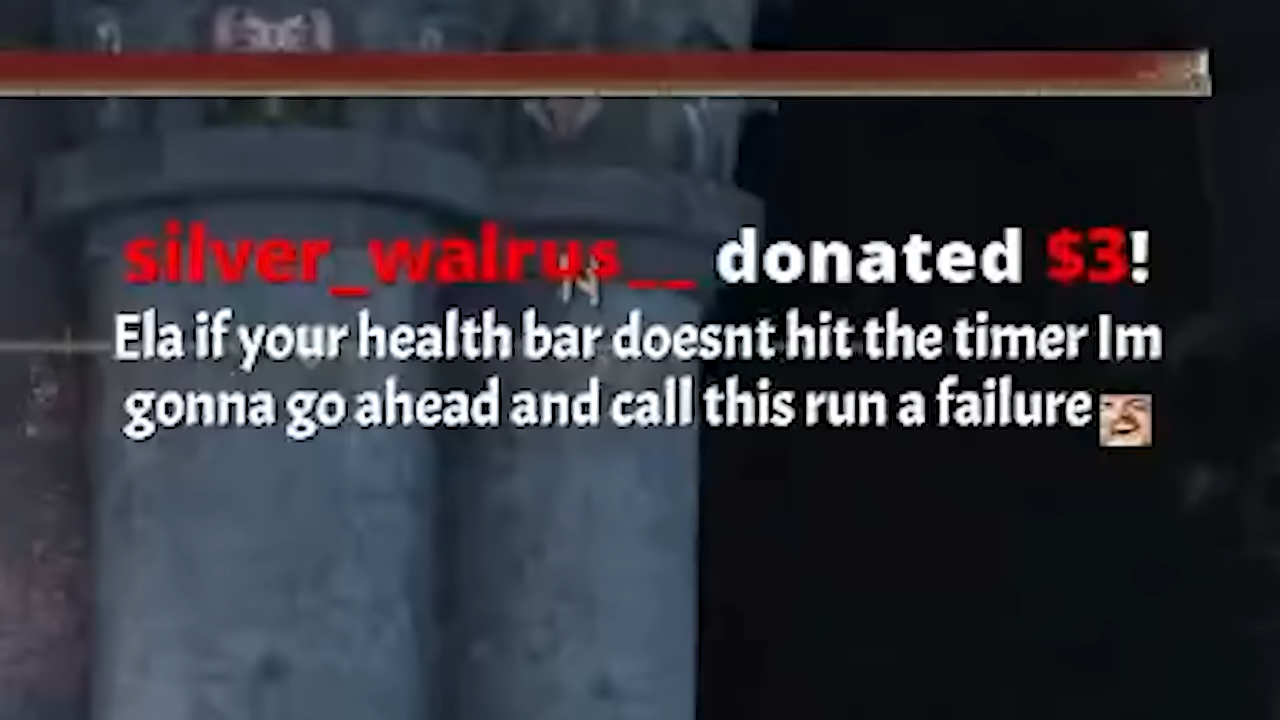 silver_walrus__ donated $3!
Ela if your health bar doesnt hit the timer Im
gonna go ahead and call this run a failure